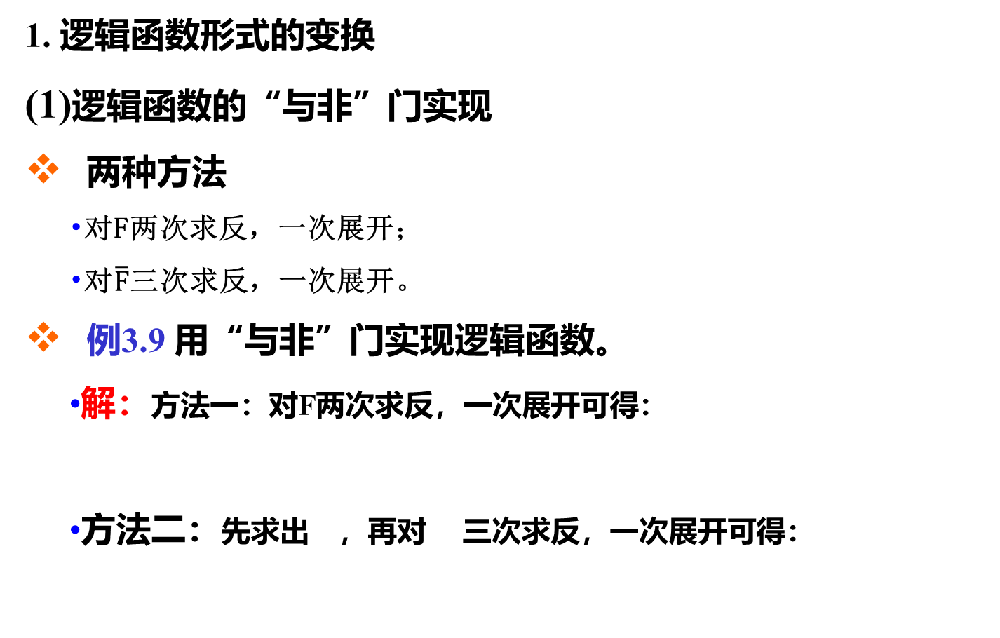 1. 逻辑函数形式的变换
(1)逻辑函数的“与非”门实现
❖ 两种方法
•对F两次求反，一次展开；
•对F̅三次求反，一次展开。
❖ 例3.9 用“与非”门实现逻辑函数。
•解：方法一：对F两次求反，一次展开可得：
•方法二：先求出 ，再对 三次求反，一次展开可得：